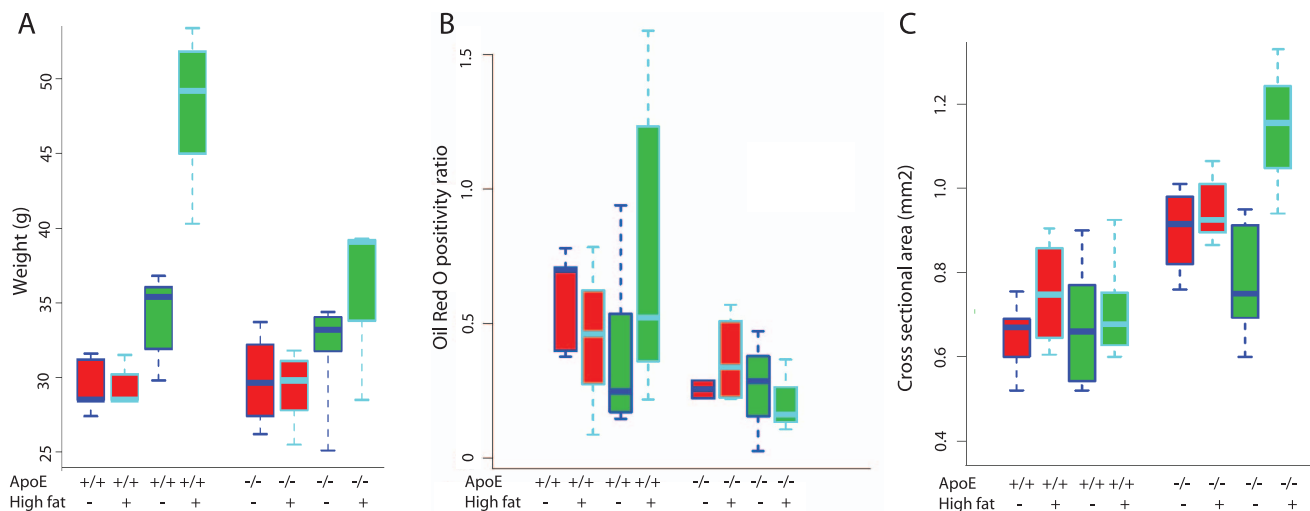 A
Weight (g)
50
45
40
35
30
25
ApoE +/+ +/+ +/+ +/+ -/- -/- -/- -/-
High fat - + - + - + - +
B
Oil Red O positivity ratio
1.5
1.0
0.5
0
ApoE +/+ +/+ +/+ +/+ -/- -/- -/- -/-
High fat - + - + - + - +
C
Cross sectional area (mm2)
1.2
1.0
0.8
0.6
0.4
ApoE +/+ +/+ +/+ +/+ -/- -/- -/- -/-
High fat - + - + - + - +